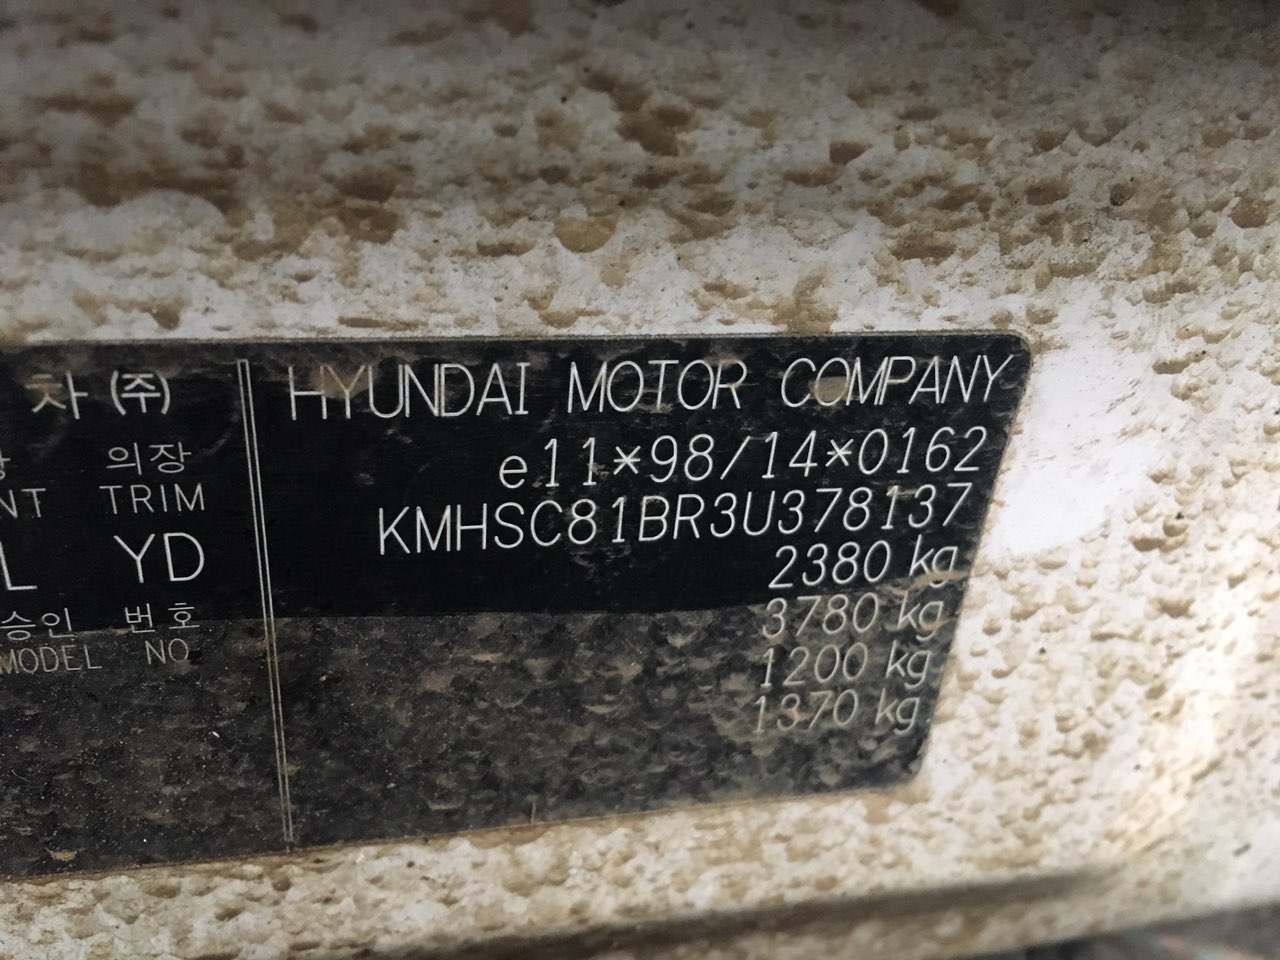 차 (주)
의장
NT TRIM
L YD
승인 번호
MODEL NO
HYUNDAI MOTOR COMPANY
e11*98/14*0162
KMHSC81BR3U378137
2380 kg
3780 kg
1200 kg
1370 kg